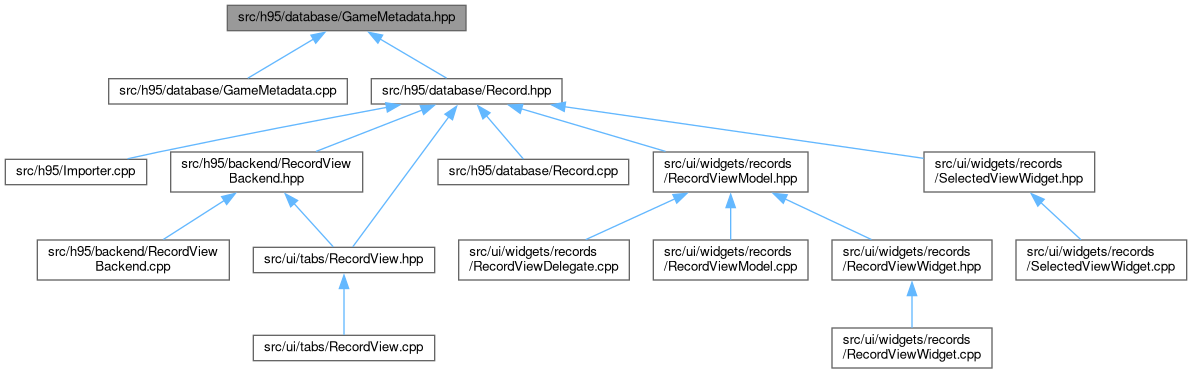 src/h95/database/GameMetadata.hpp
src/h95/database/GameMetadata.cpp
src/h95/database/Record.hpp
src/h95/Importer.cpp
src/h95/backend/RecordView
Backend.hpp
src/h95/database/Record.cpp
src/ui/widgets/records
/RecordViewModel.hpp
src/ui/widgets/records
/SelectedViewWidget.hpp
src/h95/backend/RecordView
Backend.cpp
src/ui/tabs/RecordView.hpp
src/ui/widgets/records
/RecordViewDelegate.cpp
src/ui/widgets/records
/RecordViewModel.cpp
src/ui/widgets/records
/RecordViewWidget.hpp
src/ui/widgets/records
/SelectedViewWidget.cpp
src/ui/tabs/RecordView.cpp
src/ui/widgets/records
/RecordViewWidget.cpp